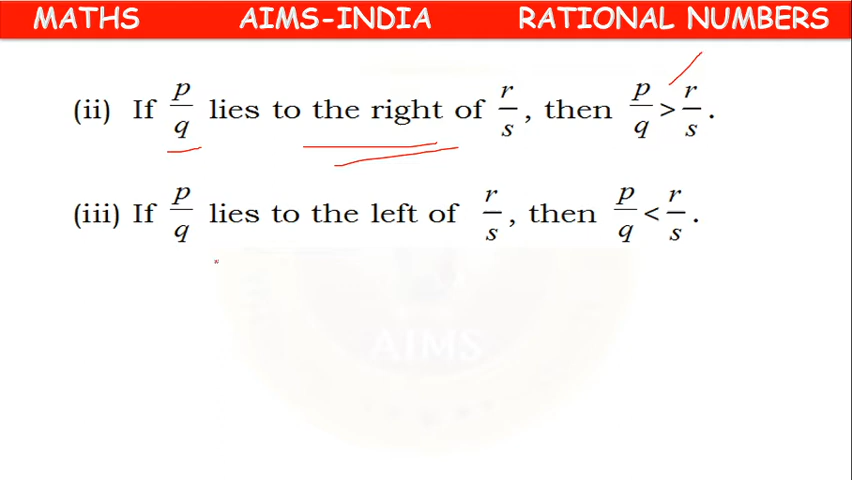 MATHS AIMS-INDIA RATIONAL NUMBERS
(ii) If p/q lies to the right of r/s, then p/q > r/s.
(iii) If p/q lies to the left of r/s, then p/q < r/s.
AIMS